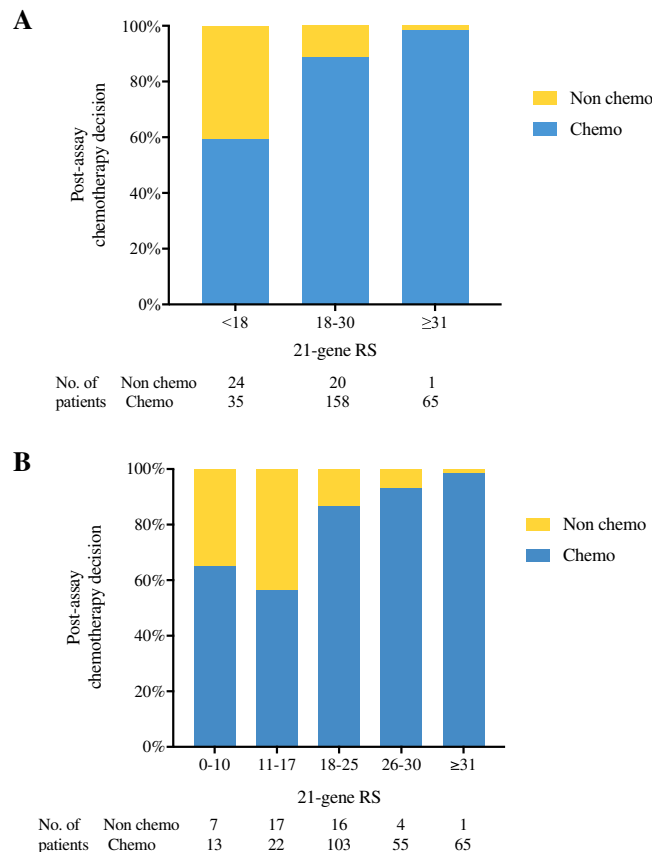 A
100%
80%
60%
40%
20%
0%
Post-assay
chemotherapy decision
Non chemo
Chemo
<18 18-30 ≥31
21-gene RS
No. of Non chemo 24 20 1
patients Chemo 35 158 65
B
100%
80%
60%
40%
20%
0%
Post-assay
chemotherapy decision
Non chemo
Chemo
0-10 11-17 18-25 26-30 ≥31
21-gene RS
No. of Non chemo 7 17 16 4 1
patients Chemo 13 22 103 55 65